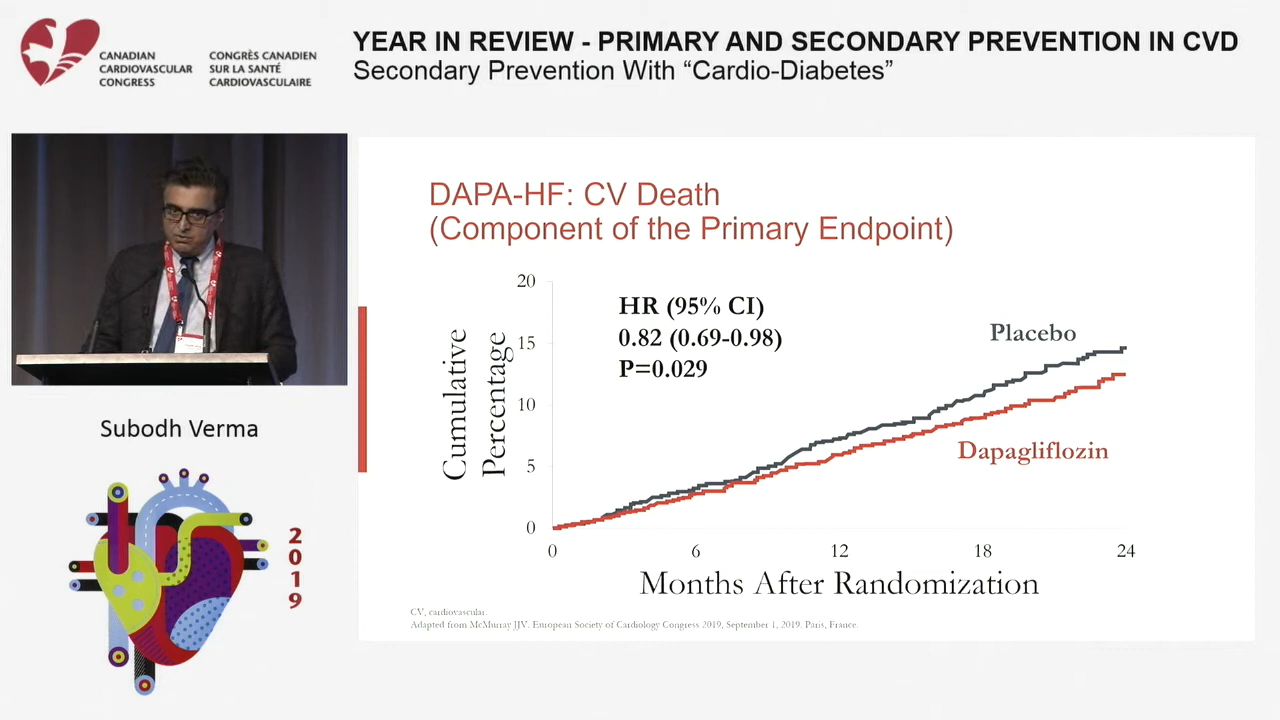 CANADIAN
CARDIOVASCULAR
CONGRESS
CONGRÈS CANADIEN
SUR LA SANTÉ
CARDIOVASCULAIRE
YEAR IN REVIEW - PRIMARY AND SECONDARY PREVENTION IN CVD
Secondary Prevention With “Cardio-Diabetes”
Subodh Verma
2019
DAPA-HF: CV Death
(Component of the Primary Endpoint)
Cumulative
Percentage
20
15
10
5
0
HR (95% CI)
0.82 (0.69-0.98)
P=0.029
Placebo
Dapagliflozin
0 6 12 18 24
Months After Randomization
CV, cardiovascular.
Adapted from McMurray JJV. European Society of Cardiology Congress 2019, September 1, 2019. Paris, France.